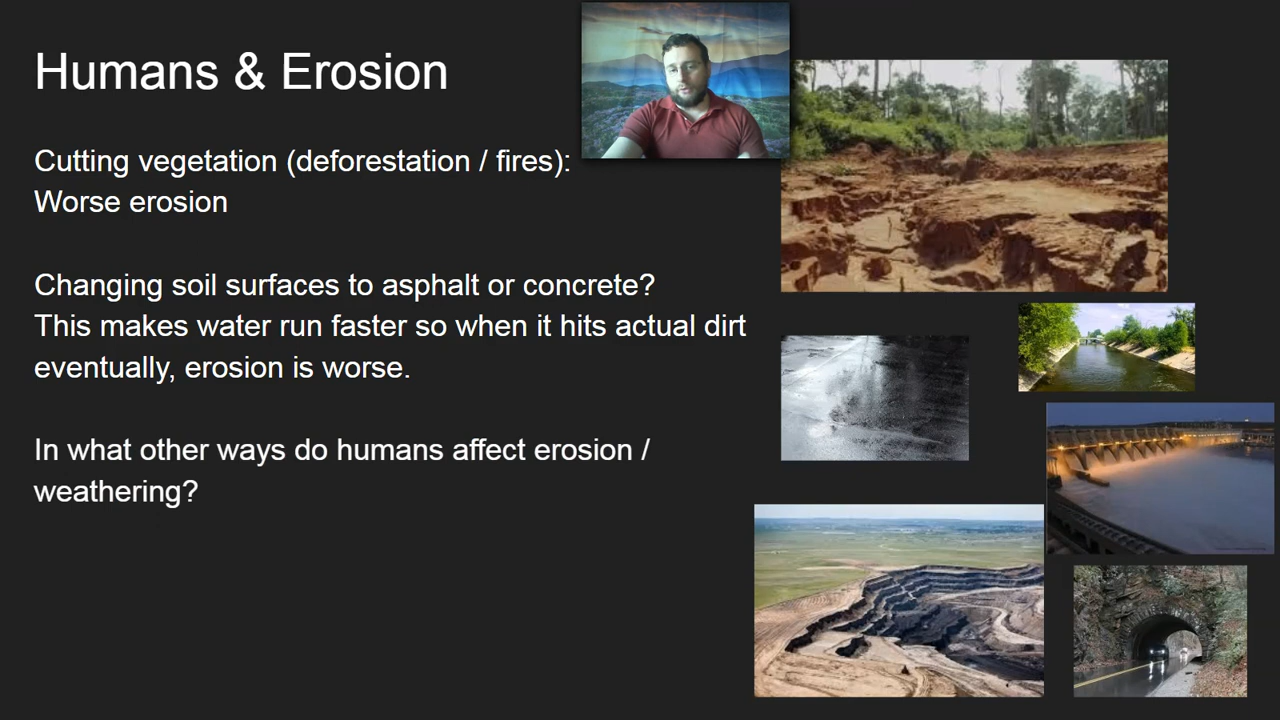 Humans & Erosion
Cutting vegetation (deforestation / fires):
Worse erosion
Changing soil surfaces to asphalt or concrete?
This makes water run faster so when it hits actual dirt
eventually, erosion is worse.
In what other ways do humans affect erosion /
weathering?